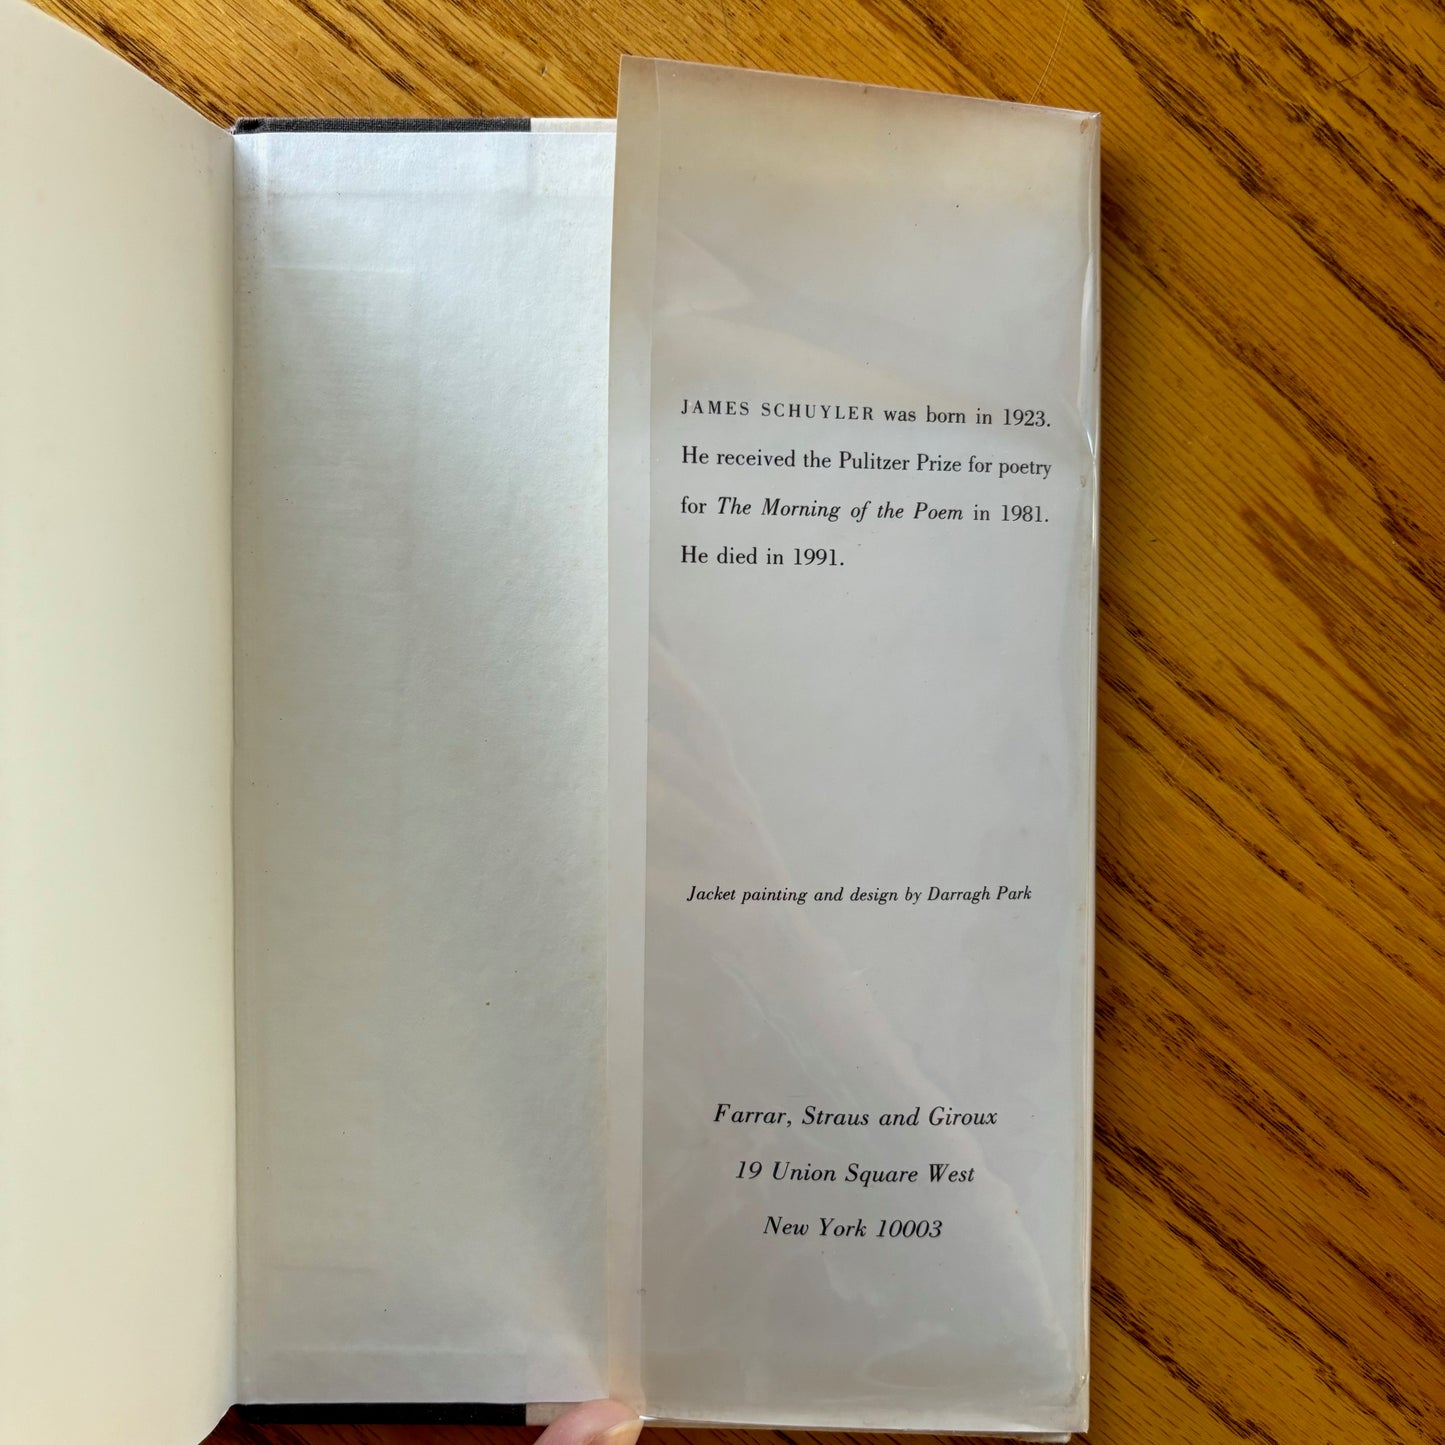 JAMES SCHUYLER was born in 1923.
He received the Pulitzer Prize for poetry
for The Morning of the Poem in 1981.
He died in 1991.
Jacket painting and design by Darragh Park
Farrar, Straus and Giroux
19 Union Square West
New York 10003